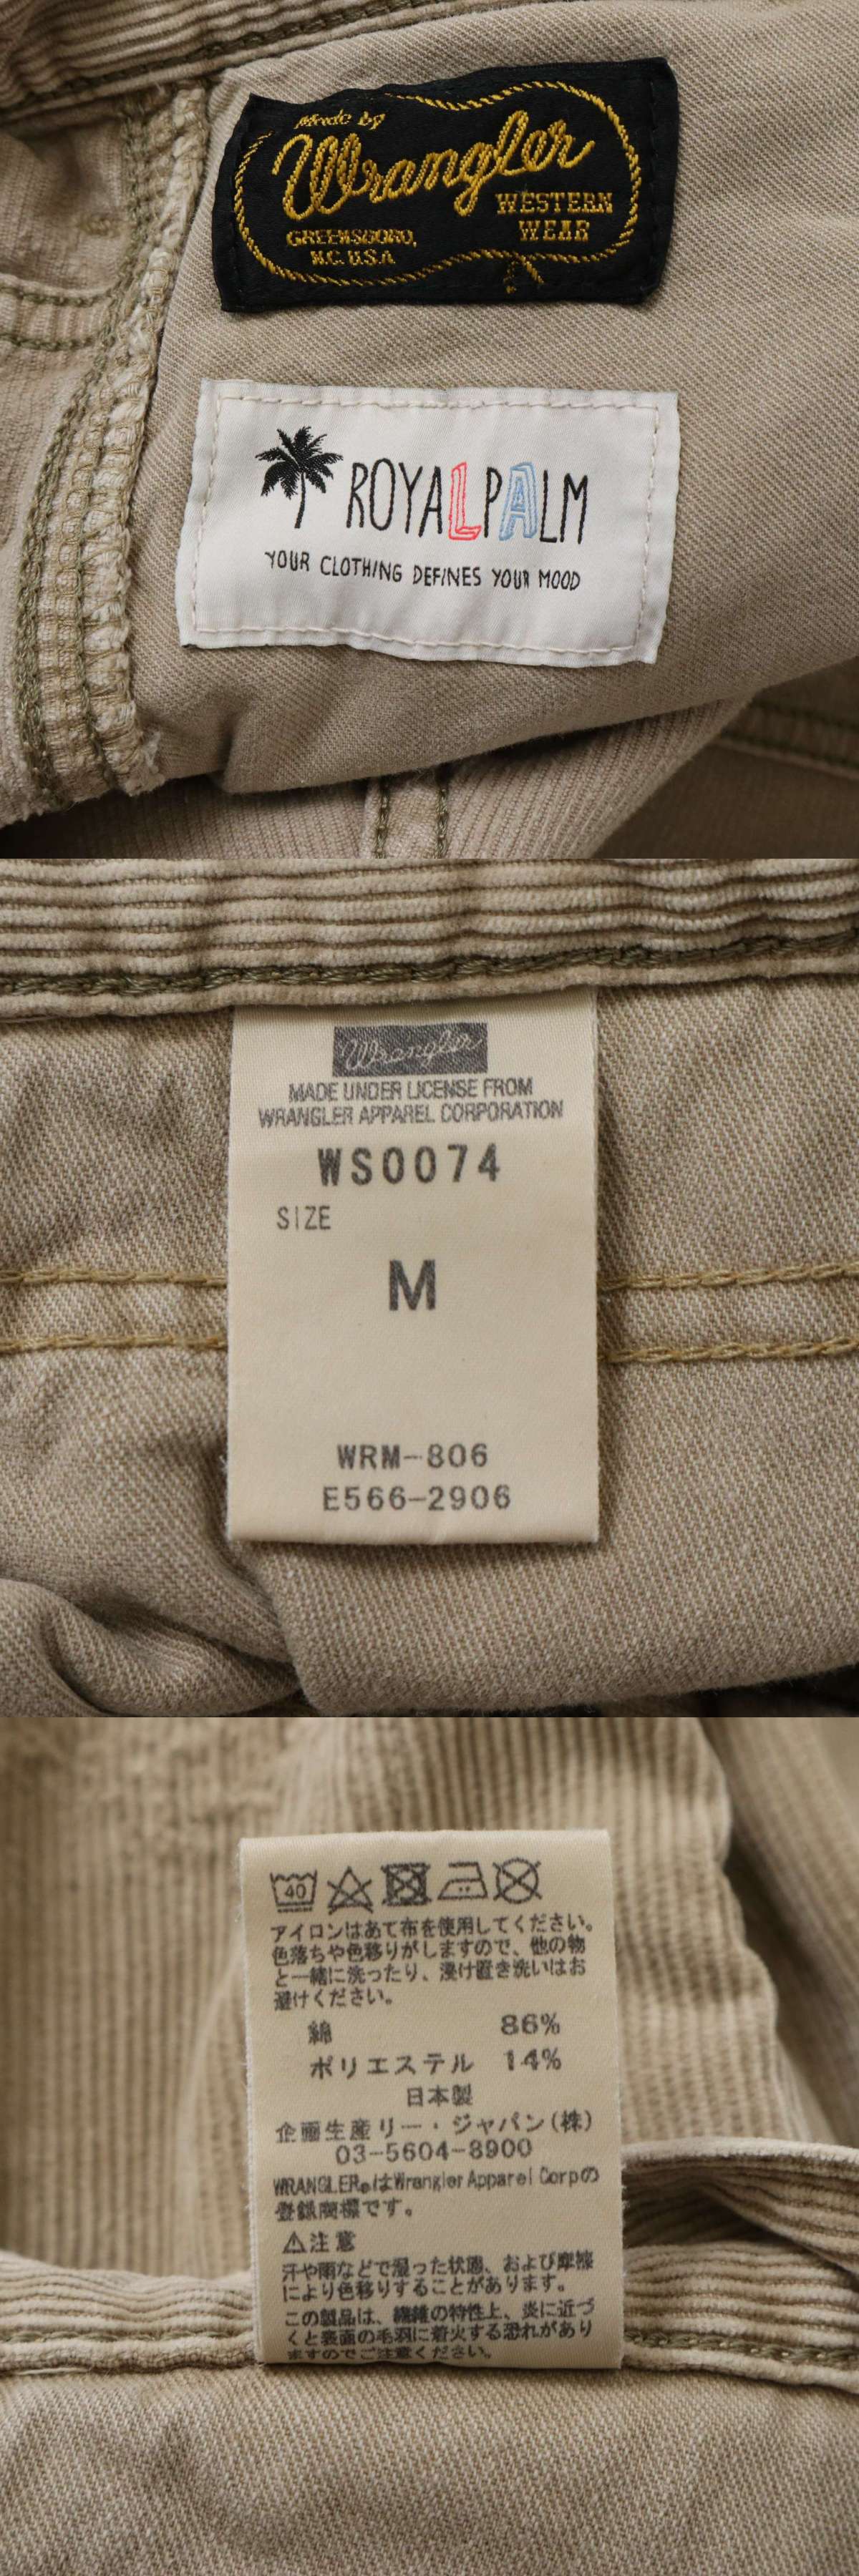 Made by
Wrangler
WESTERN
WEAR
GREENSBORO,
N.C. U.S.A
ROYALPALM
YOUR CLOTHING DEFINES YOUR MOOD
Wrangler
MADE UNDER LICENSE FROM
WRANGLER APPAREL CORPORATION
WS0074
SIZE
M
WRM-806
E566-2906
40
アイロンはあて布を使用してください。
色落ちや色移りがしますので、他の物
と一緒に洗ったり、浸け置き洗いはお
避けください。
綿 86%
ポリエステル 14%
日本製
企画生産リー・ジャパン(株)
03-5604-8900
WRANGLER®はWrangler Apparel Corpの
登録商標です。
⚠注意
汗や雨などで湿った状態、および摩擦
により色移りすることがあります。
この製品は、繊維の特性上、炎に近づ
くと表面の毛羽に着火する恐れがあり
ますのでご注意ください。